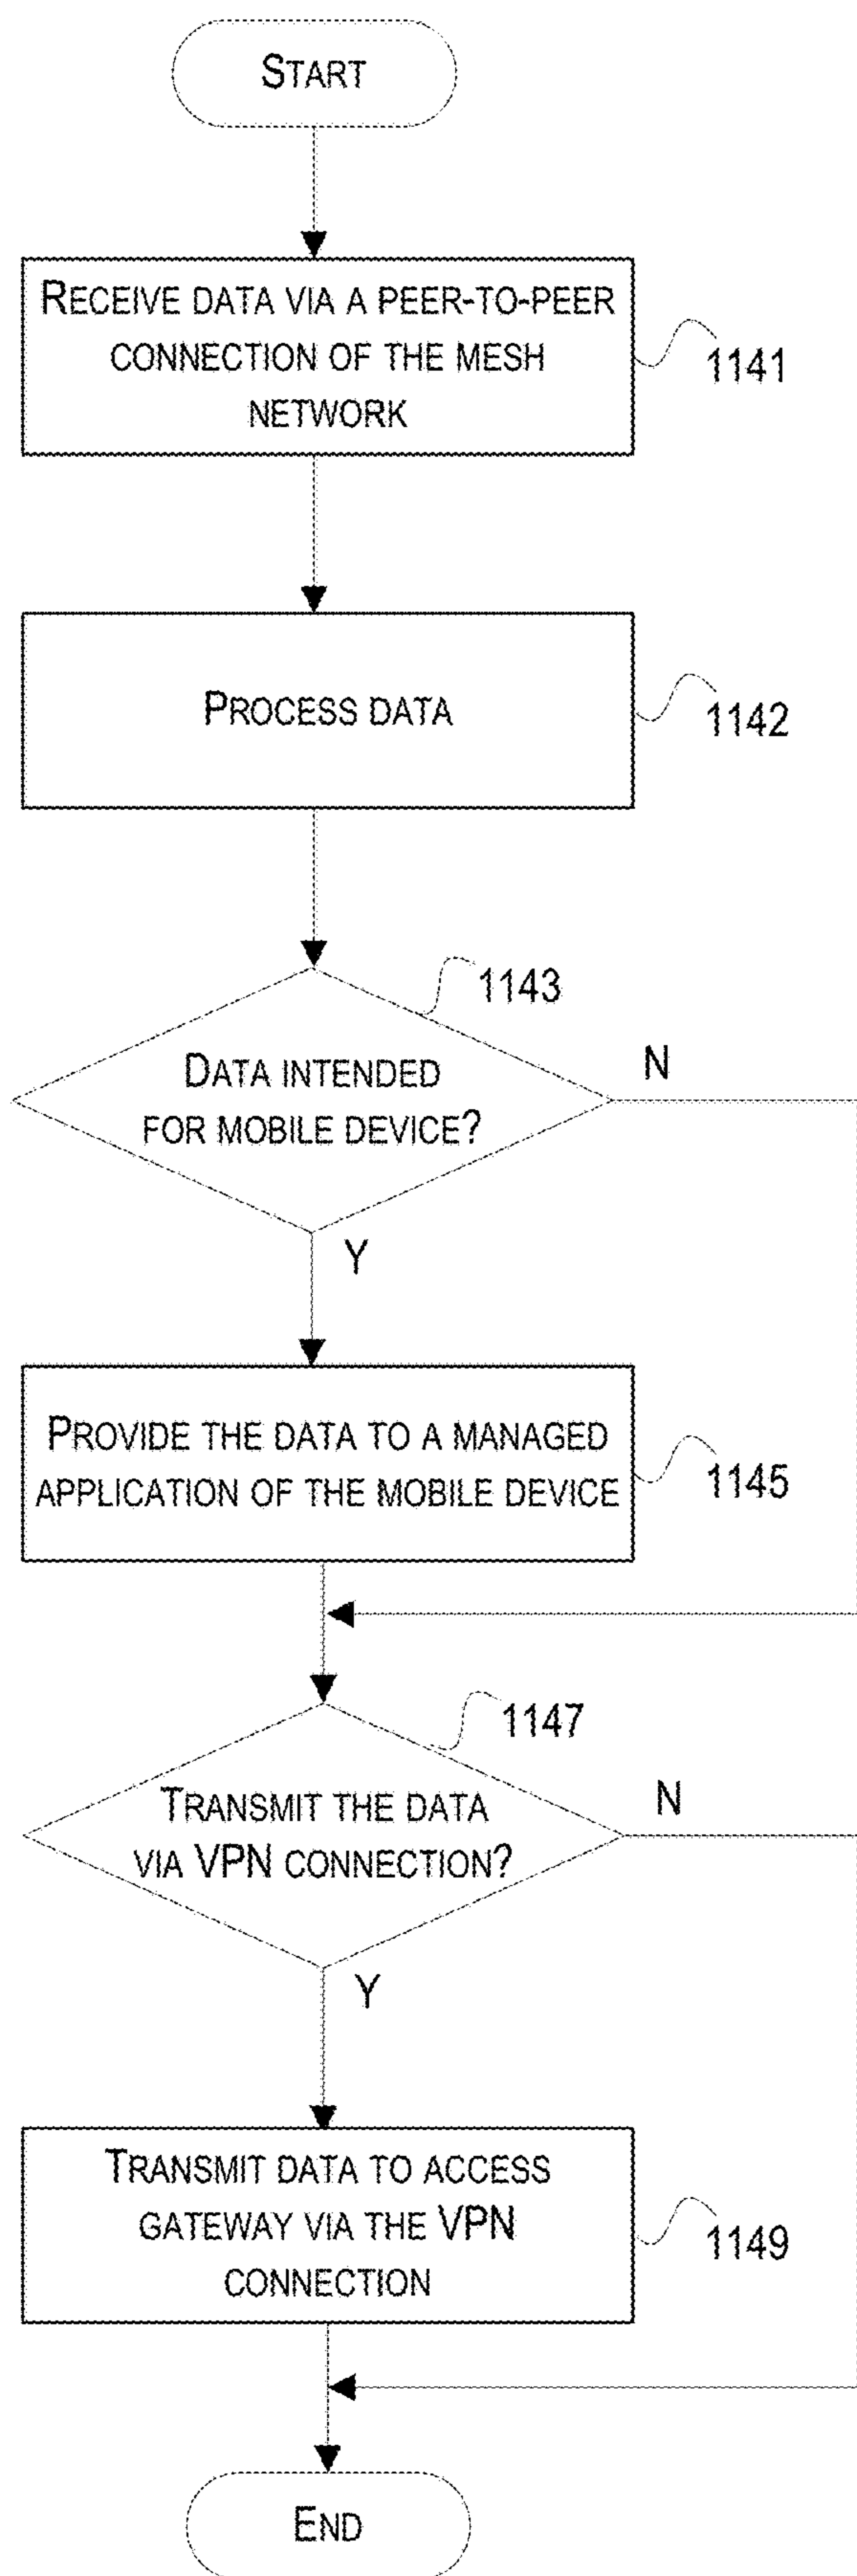 START
RECEIVE DATA VIA A PEER-TO-PEER
CONNECTION OF THE MESH
NETWORK
1141
PROCESS DATA
1142
1143
DATA INTENDED
FOR MOBILE DEVICE?
N
Y
PROVIDE THE DATA TO A MANAGED
APPLICATION OF THE MOBILE DEVICE
1145
1147
TRANSMIT THE DATA
VIA VPN CONNECTION?
N
Y
TRANSMIT DATA TO ACCESS
GATEWAY VIA THE VPN
CONNECTION
1149
END